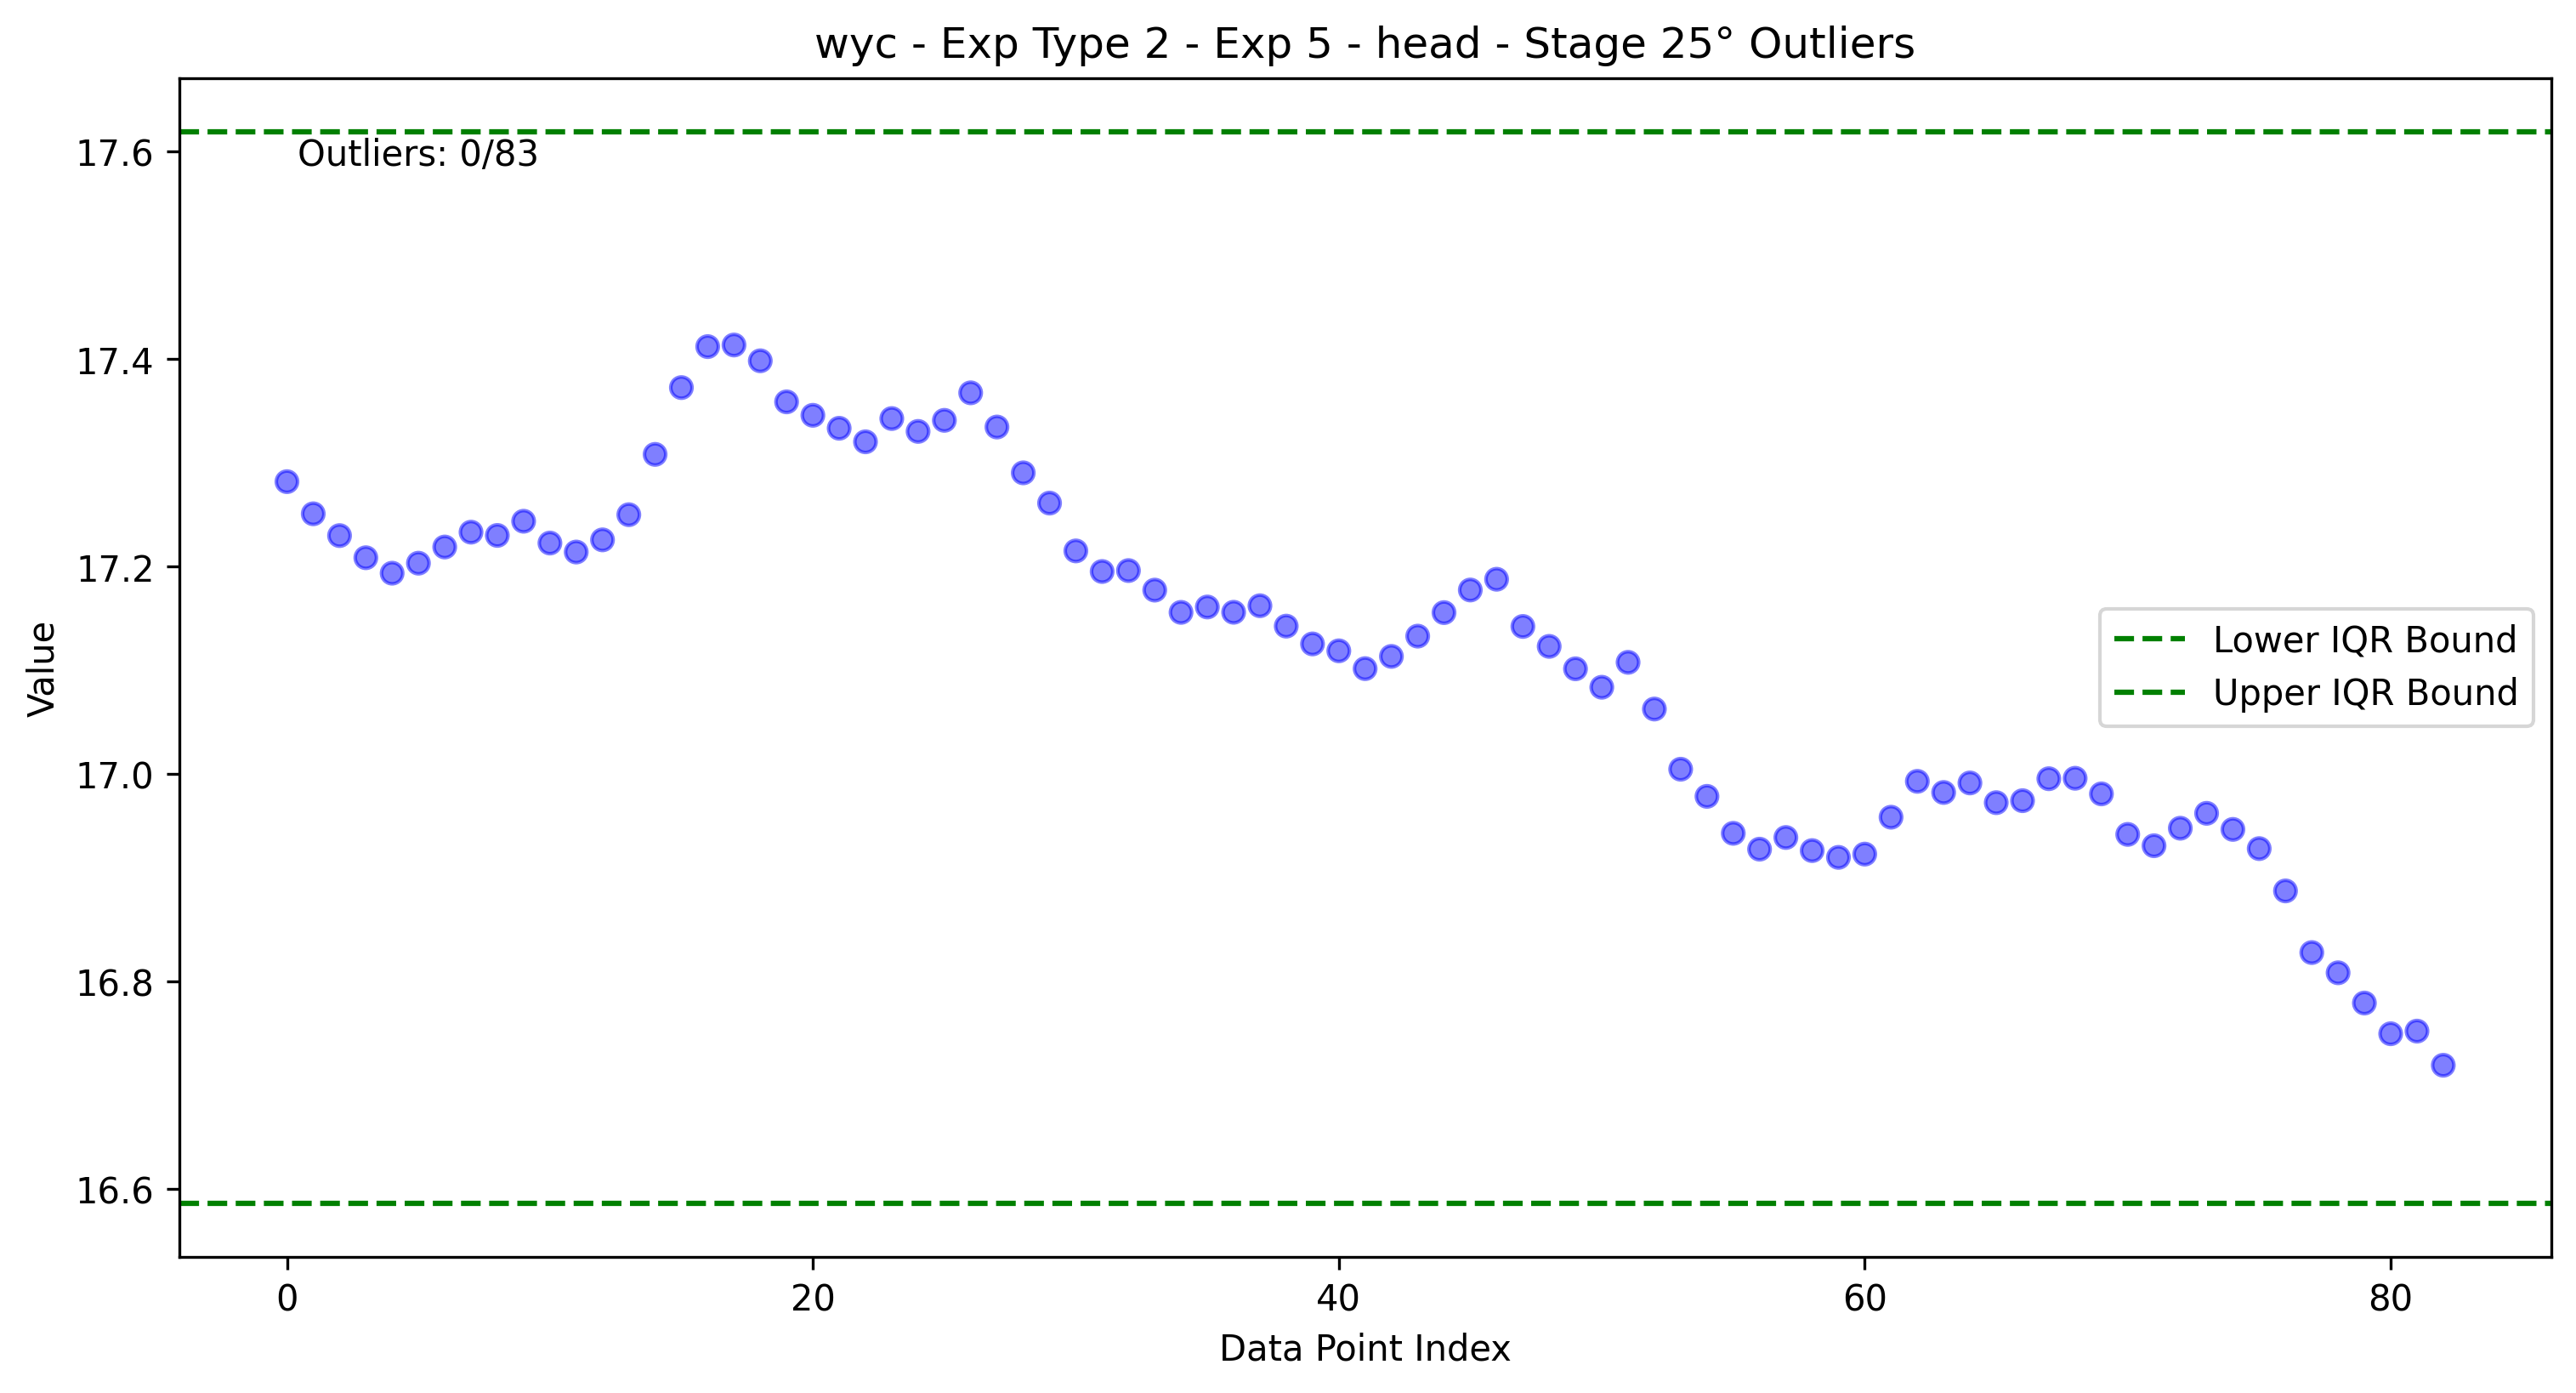 wyc - Exp Type 2 - Exp 5 - head - Stage 25° Outliers
17.6
Outliers: 0/83
17.4
17.2
17.0
16.8
16.6
Value
Lower IQR Bound
Upper IQR Bound
0 20 40 60 80
Data Point Index